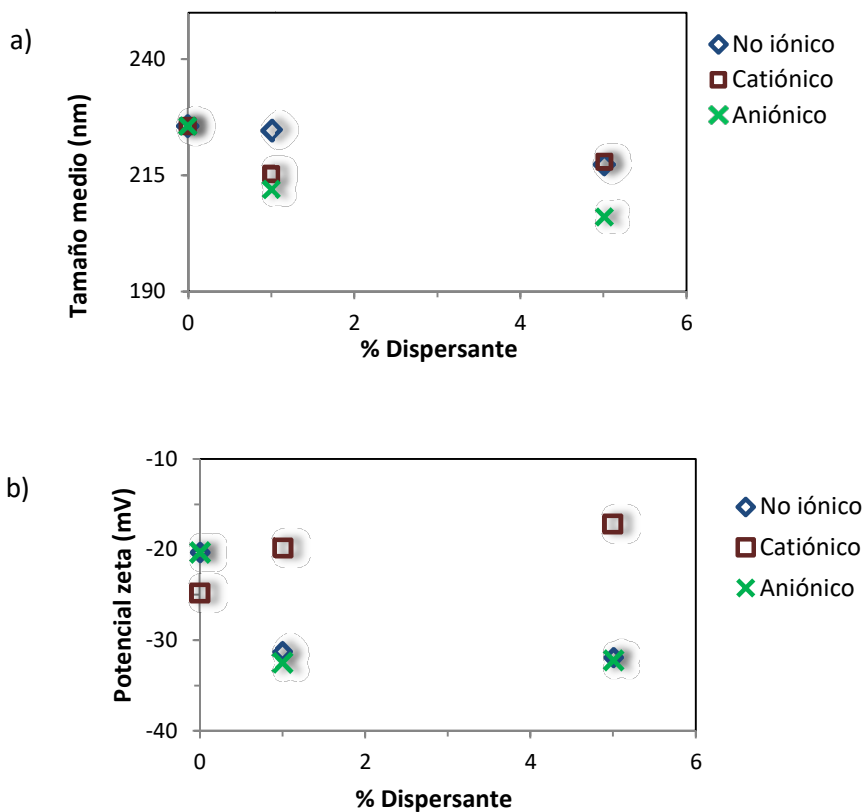 a)
Tamaño medio (nm)
240
215
190
0
2
4
6
% Dispersante
No iónico
Catiónico
Aniónico
b)
Potencial zeta (mV)
-10
-20
-30
-40
0
2
4
6
% Dispersante
No iónico
Catiónico
Aniónico